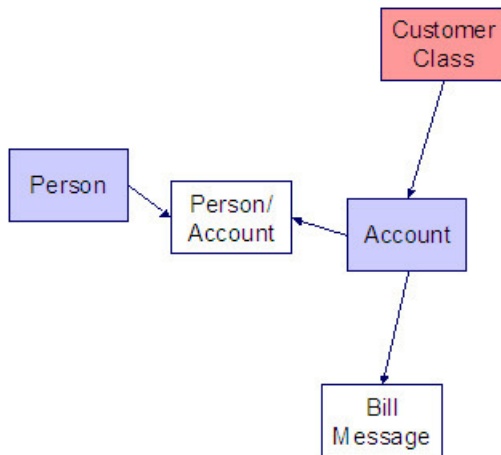 Customer
Class
Person
Person/
Account
Account
Bill
Message